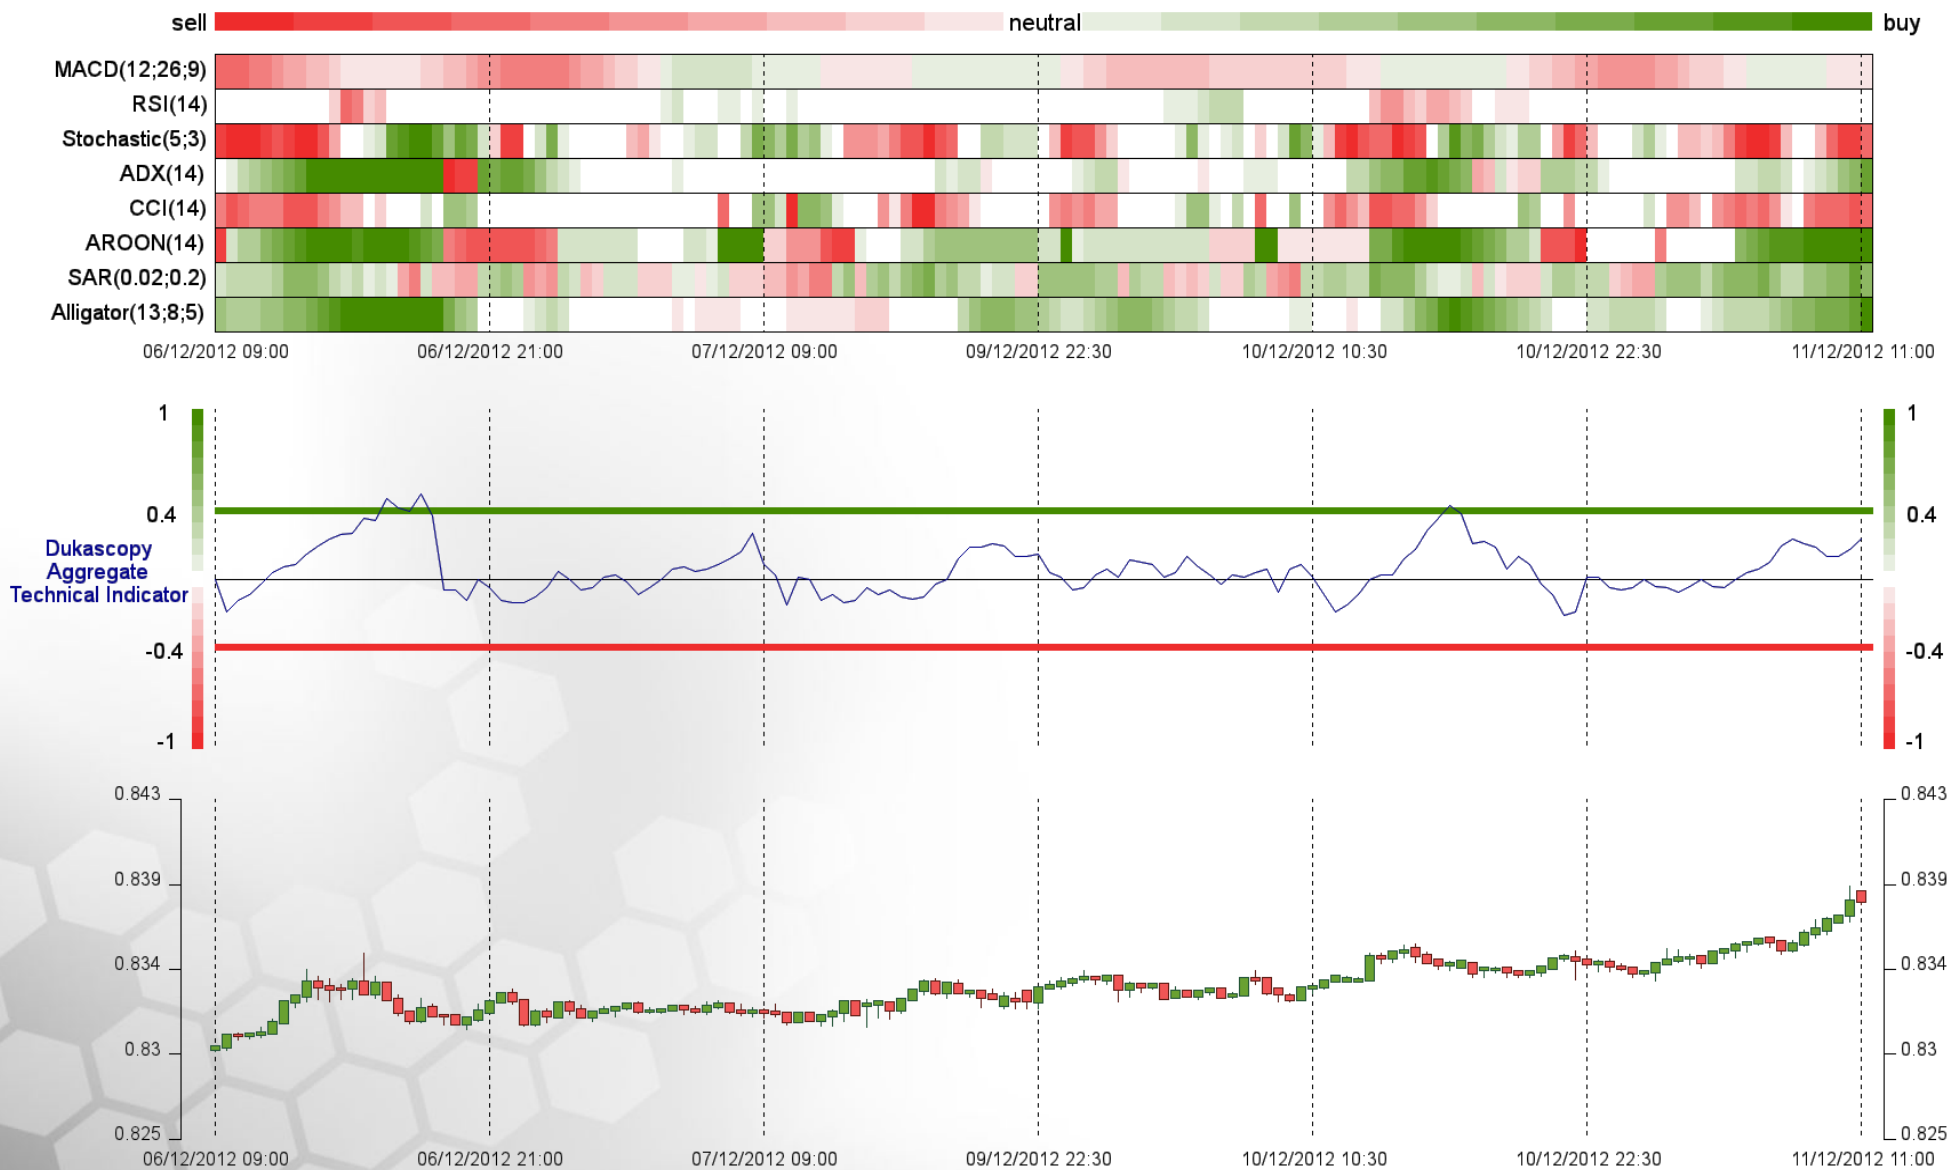 sell neutral buy
MACD(12;26;9)
RSI(14)
Stochastic(5;3)
ADX(14)
CCI(14)
AROON(14)
SAR(0.02;0.2)
Alligator(13;8;5)
06/12/2012 09:00 06/12/2012 21:00 07/12/2012 09:00 09/12/2012 22:30 10/12/2012 10:30 10/12/2012 22:30 11/12/2012 11:00
1 1
0.4 0.4
Dukascopy
Aggregate
Technical Indicator
-0.4 -0.4
-1 -1
0.843 0.843
0.839 0.839
0.834 0.834
0.83 0.83
0.825 0.825
06/12/2012 09:00 06/12/2012 21:00 07/12/2012 09:00 09/12/2012 22:30 10/12/2012 10:30 10/12/2012 22:30 11/12/2012 11:00